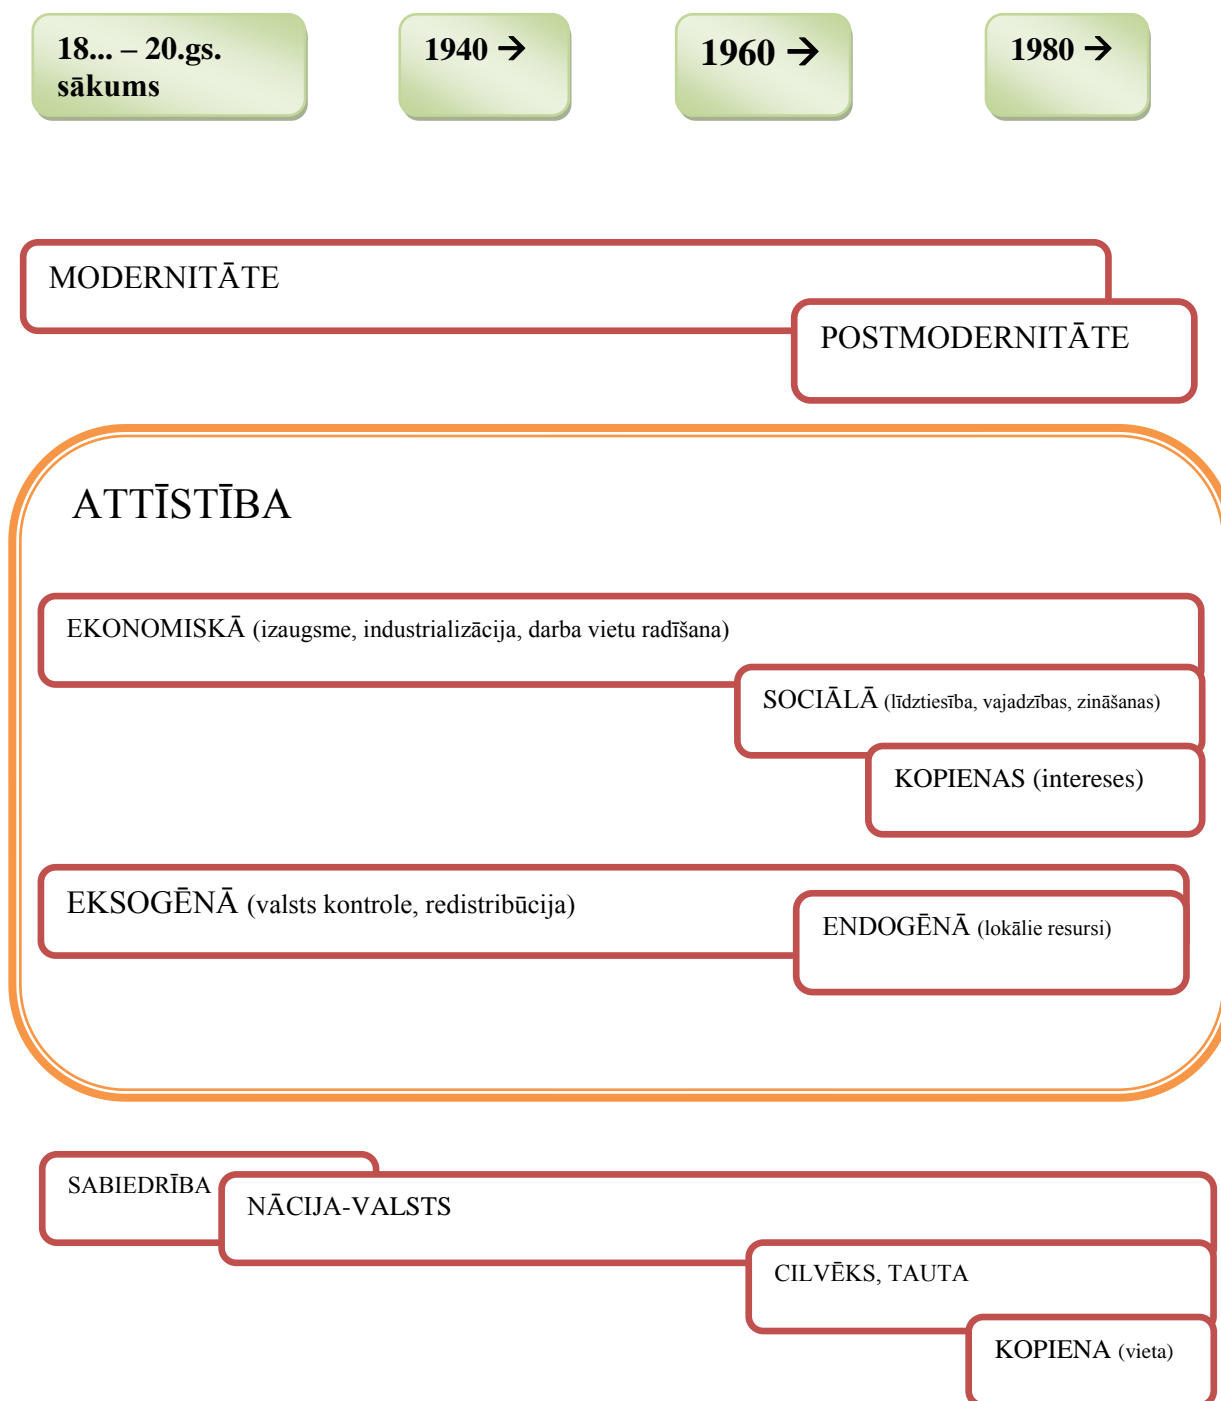 18... – 20.gs.
sākums
1940 →
1960 →
1980 →
MODERNITĀTE
POSTMODERNITĀTE
ATTĪSTĪBA
EKONOMISKĀ (izaugsme, industrializācija, darba vietu radīšana)
SOCIĀLĀ (līdztiesība, vajadzības, zināšanas)
KOPIENAS (intereses)
EKSOGĒNĀ (valsts kontrole, redistribūcija)
ENDOGĒNĀ (lokālie resursi)
SABIEDRĪBA
NĀCIJA-VALSTS
CILVĒKS, TAUTA
KOPIENA (vieta)